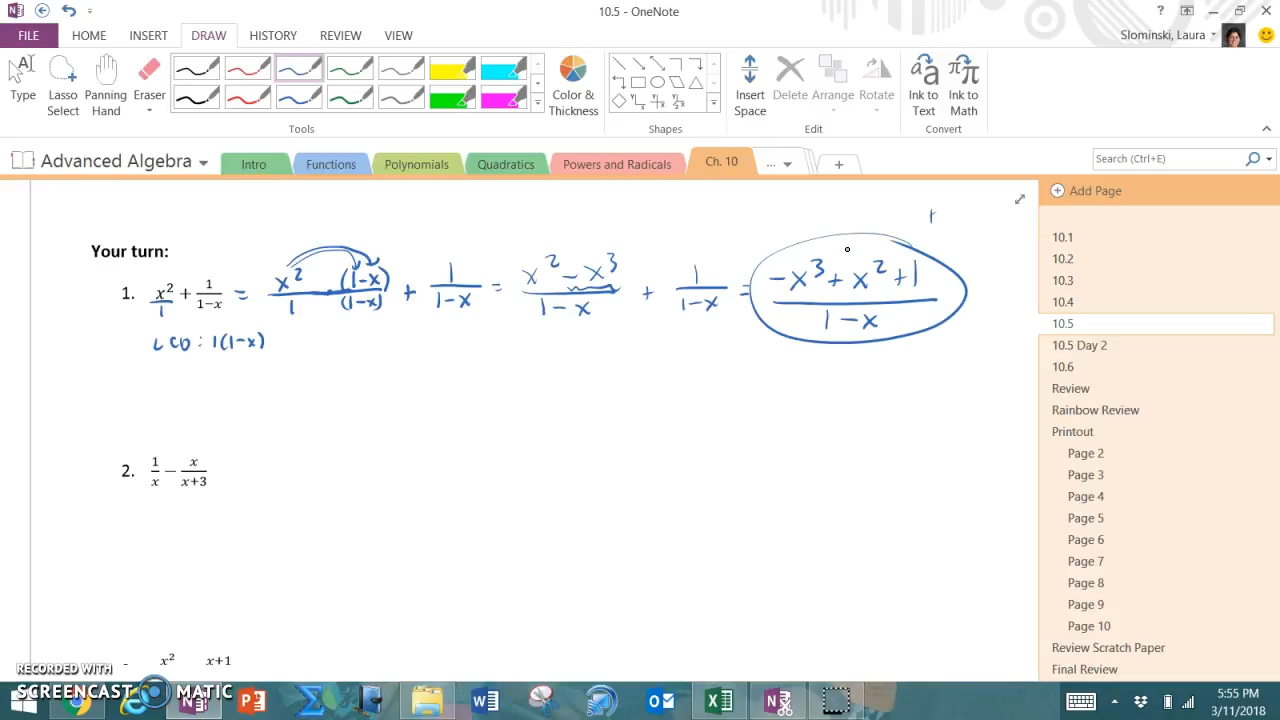 10.5 - OneNote
?
FILE HOME INSERT DRAW HISTORY REVIEW VIEW
Slominski, Laura
Type
Lasso Select
Panning Hand
Eraser
Color & Thickness
Insert Space
Delete
Arrange
Rotate
Ink to Text
Ink to Math
Tools
Shapes
Edit
Convert
Advanced Algebra
Intro Functions Polynomials Quadratics Powers and Radicals Ch. 10 ... +
Search (Ctrl+E)
Add Page
10.1
10.2
10.3
10.4
10.5
10.5 Day 2
10.6
Review
Rainbow Review
Printout
Page 2
Page 3
Page 4
Page 5
Page 6
Page 7
Page 8
Page 9
Page 10
Review Scratch Paper
Final Review
Your turn:
1. x²/1 + 1/(1-x) = x²(1-x)/1(1-x) + 1/(1-x) = (x² - x³)/(1-x) + 1/(1-x) = (-x³ + x² + 1)/(1-x)
LCD: 1(1-x)
2. 1/x − x/(x+3)
x² x+1
RECORDED WITH
SCREENCAST MATIC
5:55 PM
3/11/2018